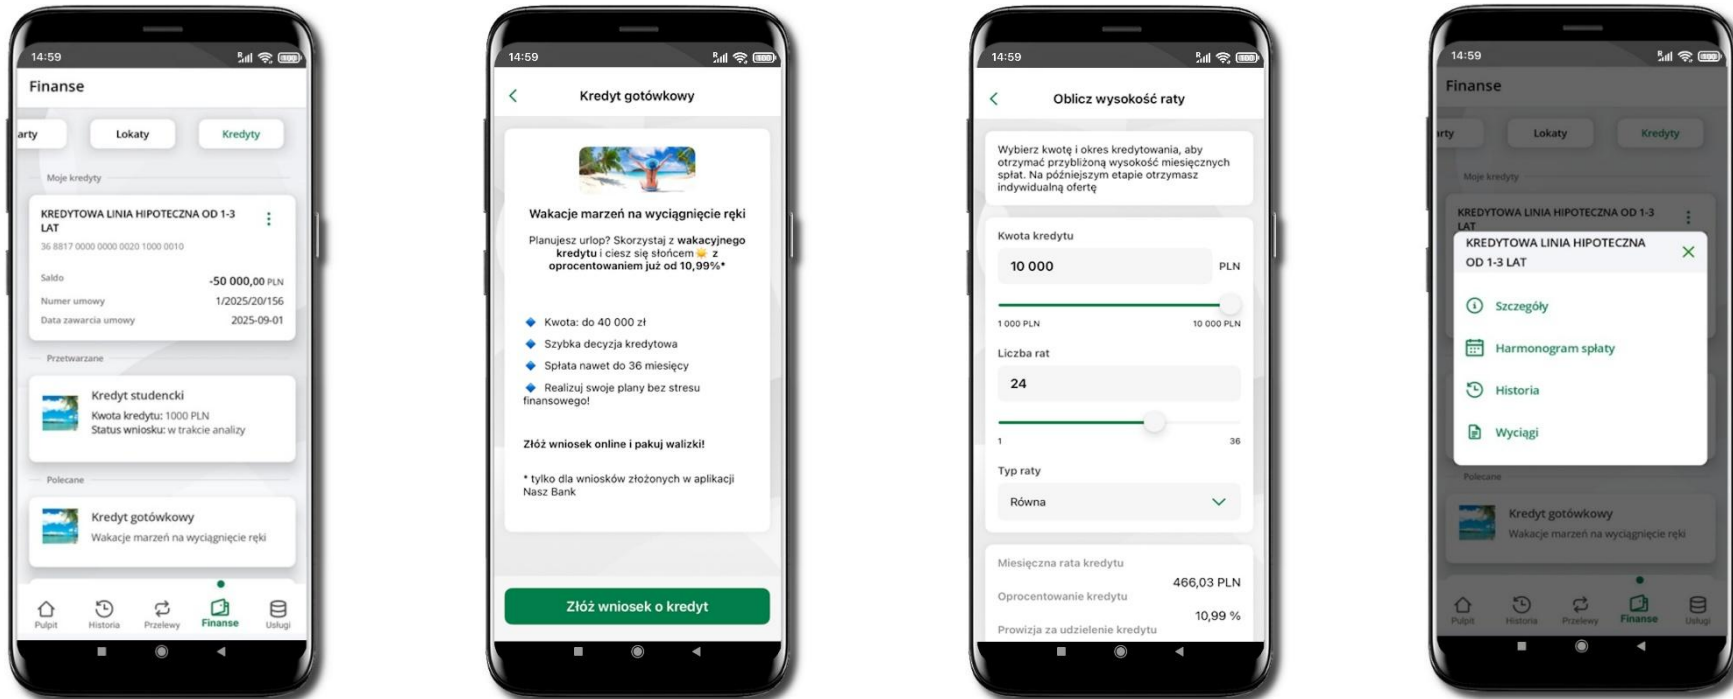 14:59
Finanse
arty
Lokaty
Kredyty
Moje kredyty
KREDYTOWA LINIA HIPOTECZNA OD 1-3
LAT
36 8817 0000 0000 0020 1000 0010
Saldo
-50 000,00 PLN
Numer umowy
1/2025/20/156
Data zawarcia umowy
2025-09-01
Przetwarzane
Kredyt studencki
Kwota kredytu: 1000 PLN
Status wniosku: w trakcie analizy
Polecane
Kredyt gotówkowy
Wakacje marzeń na wyciągnięcie ręki
Pulpit
Historia
Przelewy
Finanse
Usługi
14:59
Kredyt gotówkowy
Wakacje marzeń na wyciągnięcie ręki
Planujesz urlop? Skorzystaj z wakacyjnego
kredytu i ciesz się słońcem☀️ z
oprocentowaniem już od 10,99%*
Kwota: do 40 000 zł
Szybka decyzja kredytowa
Spłata nawet do 36 miesięcy
Realizuj swoje plany bez stresu
finansowego!
Złóż wniosek online i pakuj walizki!
* tylko dla wniosków złożonych w aplikacji
Nasz Bank
Złóż wniosek o kredyt
14:59
Oblicz wysokość raty
Wybierz kwotę i okres kredytowania, aby
otrzymać przybliżoną wysokość miesięcznych
spłat. Na późniejszym etapie otrzymasz
indywidualną ofertę
Kwota kredytu
10 000
PLN
1 000 PLN
10 000 PLN
Liczba rat
24
1
36
Typ raty
Równa
Miesięczna rata kredytu
466,03 PLN
Oprocentowanie kredytu
10,99 %
Prowizja za udzielenie kredytu
14:59
Finanse
arty
Lokaty
Kredyty
Moje kredyty
KREDYTOWA LINIA HIPOTECZNA OD 1-3
LAT
KREDYTOWA LINIA HIPOTECZNA
OD 1-3 LAT
Szczegóły
Harmonogram spłaty
Historia
Wyciągi
Polecane
Kredyt gotówkowy
Wakacje marzeń na wyciągnięcie ręki
Pulpit
Historia
Przelewy
Finanse
Usługi